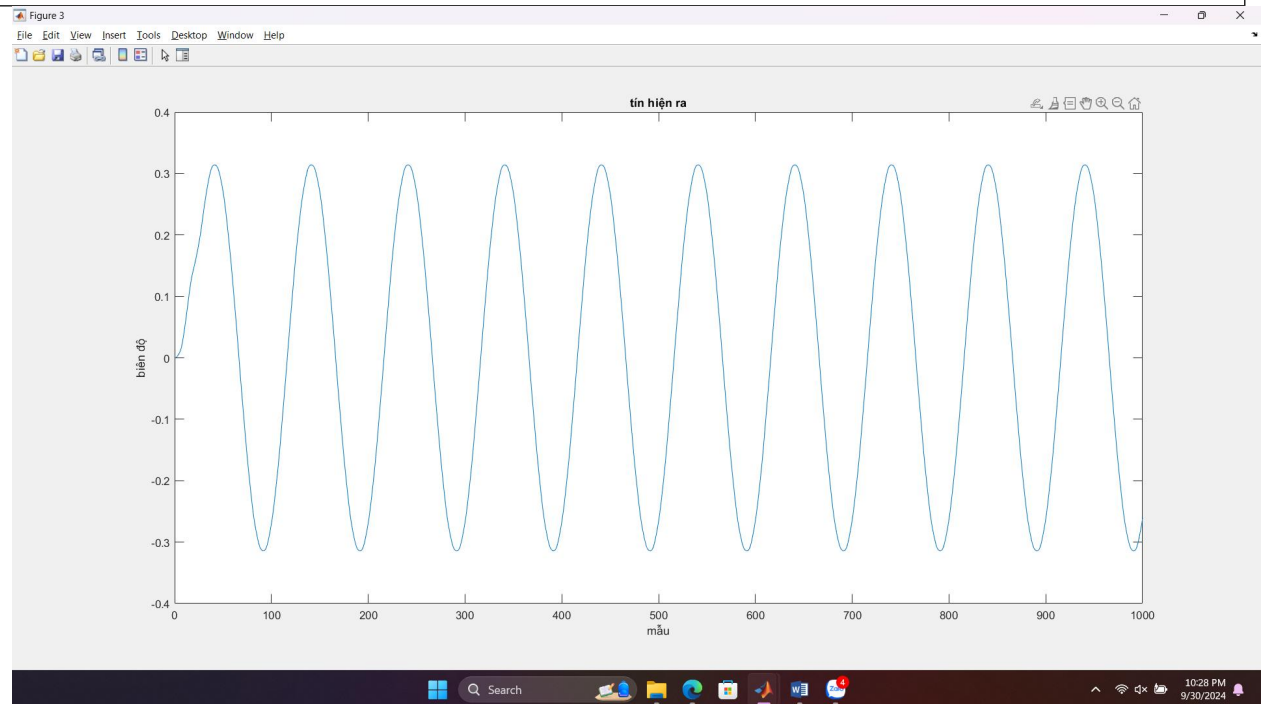 Figure 3
File Edit View Insert Tools Desktop Window Help
tín hiện ra
0.4
0.3
0.2
0.1
0
-0.1
-0.2
-0.3
-0.4
biên độ
0 100 200 300 400 500 600 700 800 900 1000
mẫu
Search
Zalo
4
10:28 PM
9/30/2024